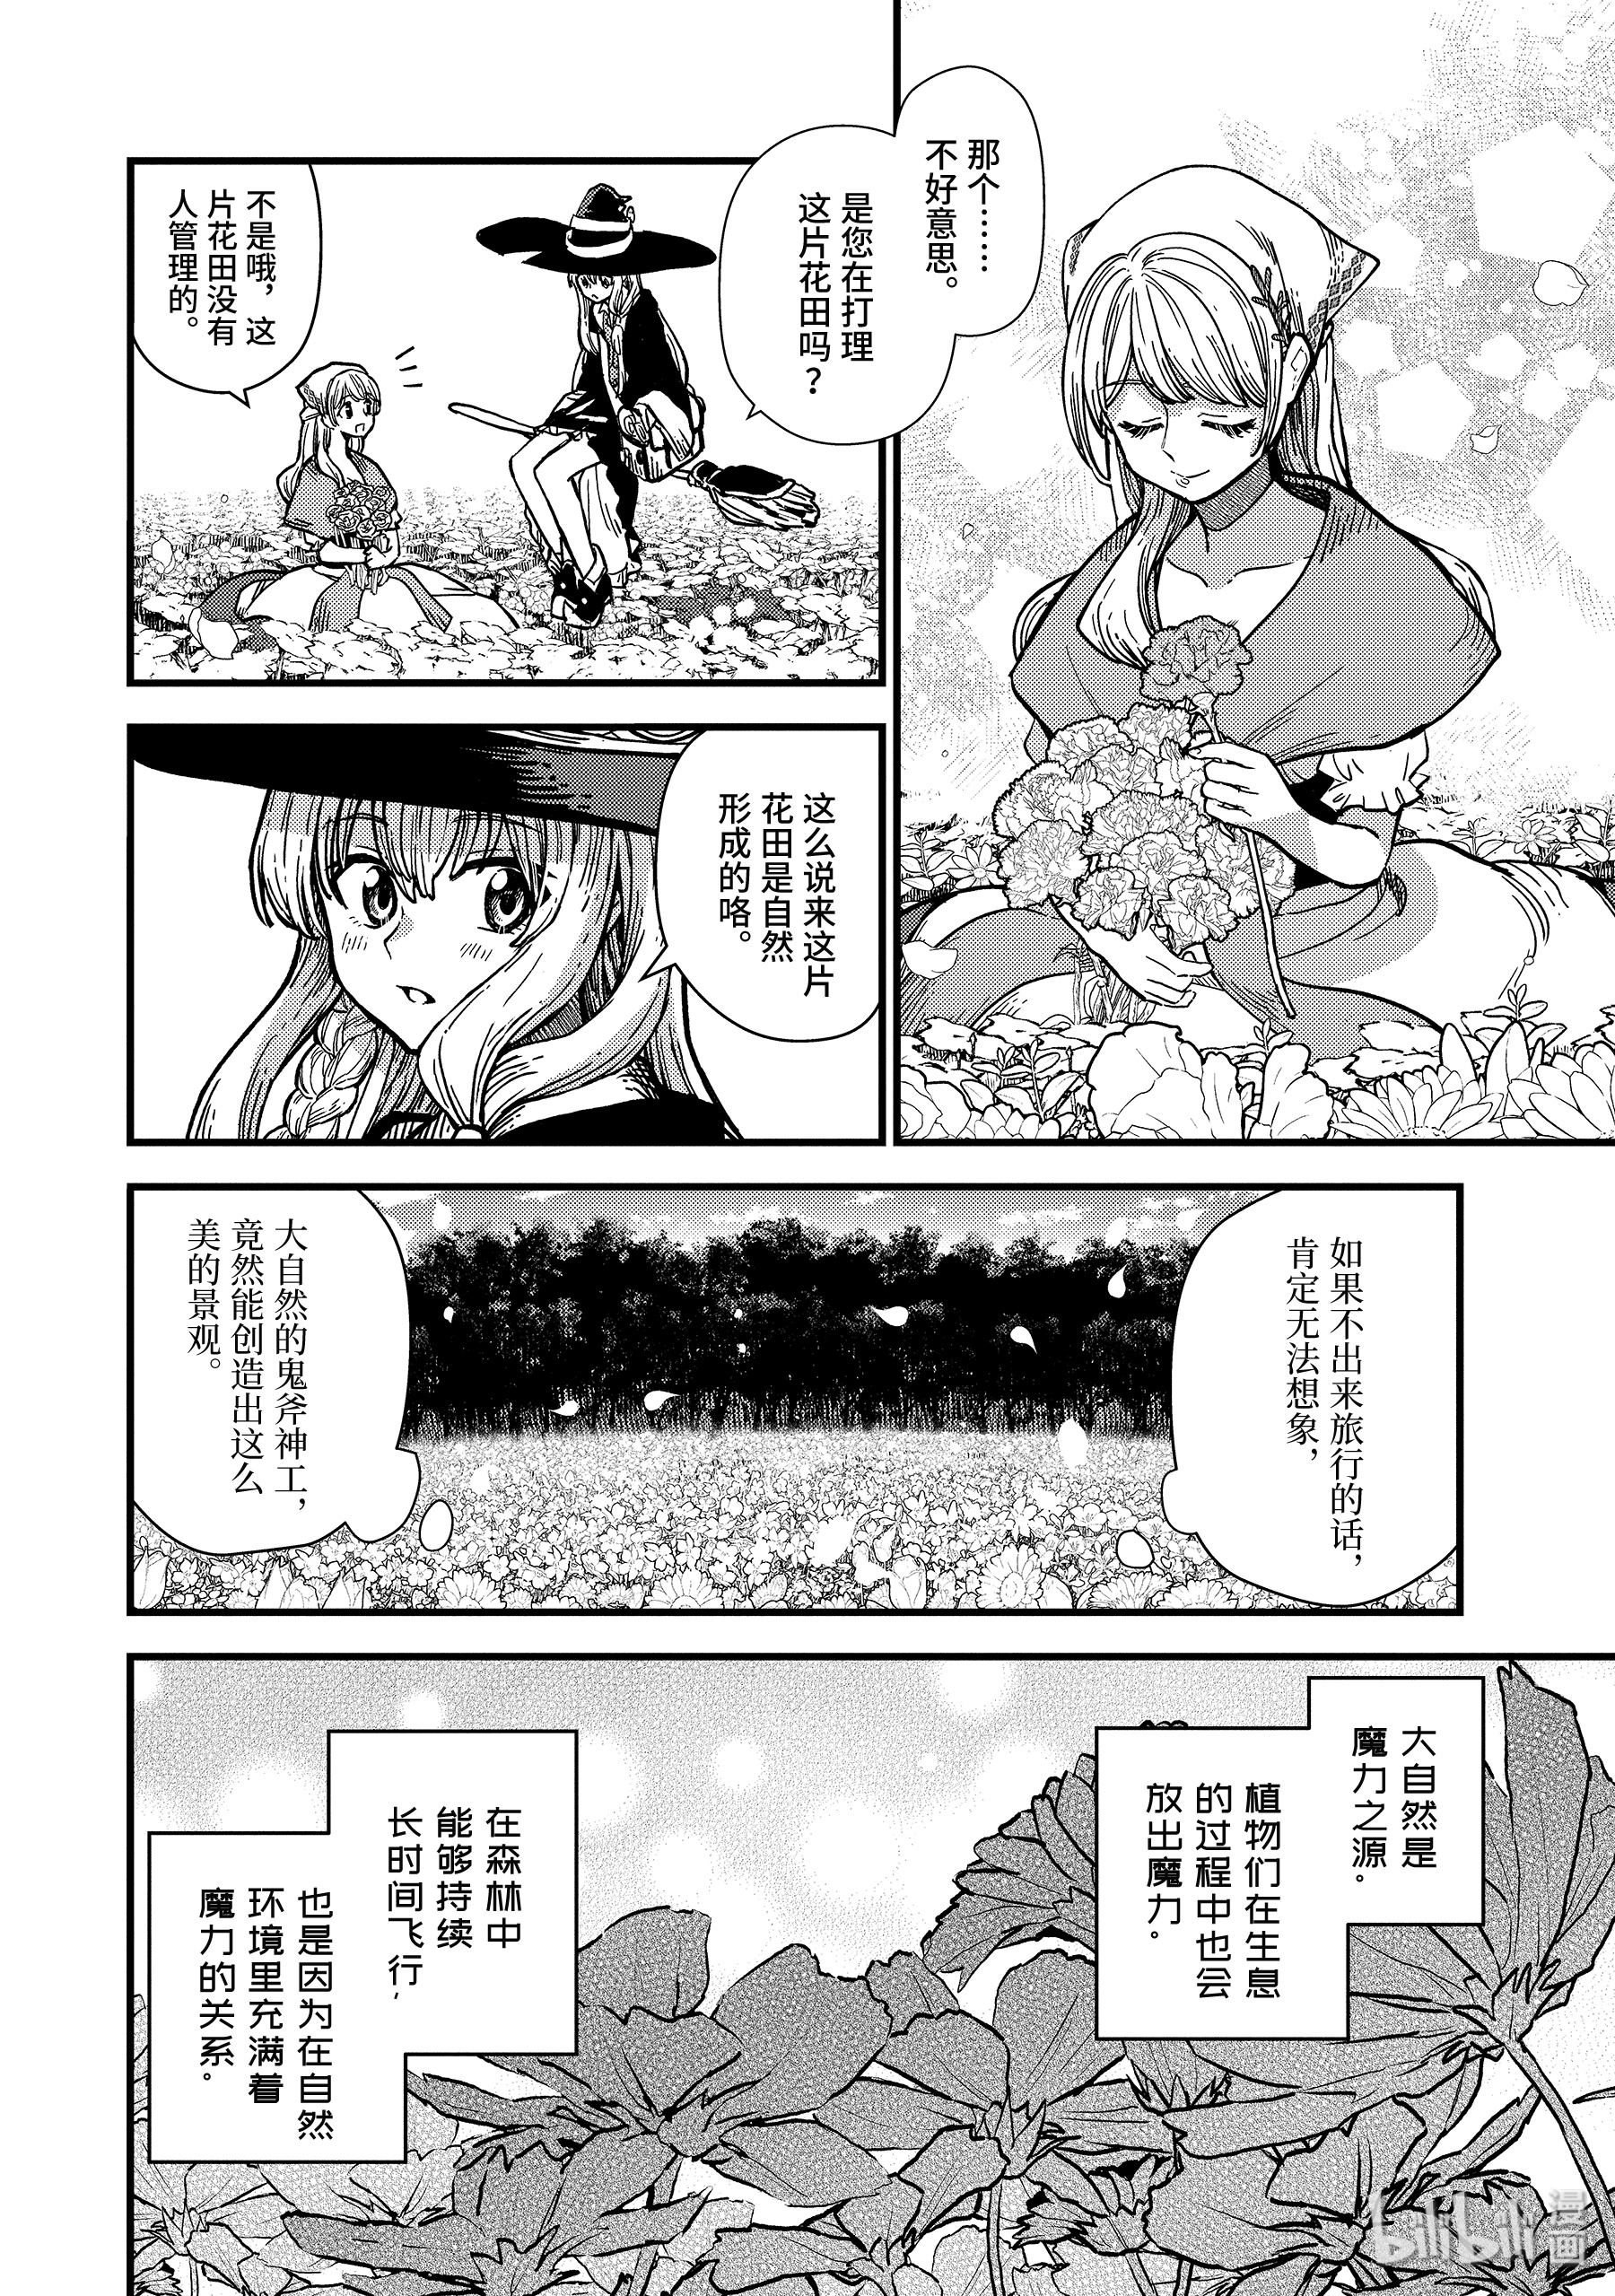 那个……
不好意思。
是您在打理
这片花田吗？
不是哦，这
片花田没有
人管理的。
这么说来这片
花田是自然
形成的咯。
如果不出来旅行的话，
肯定无法想象，
大自然的鬼斧神工，
竟然能创造出这么
美的景观。
大自然是
魔力之源。
植物们在生息
的过程中也会
放出魔力。
在森林中
能够持续
长时间飞行，
也是因为在自然
环境里充满着
魔力的关系。
bilibili漫画